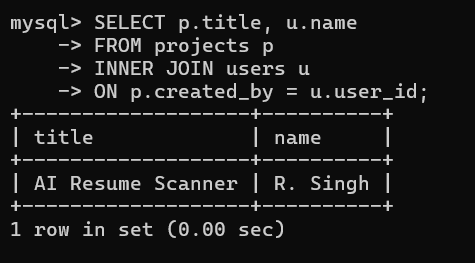 mysql> SELECT p.title, u.name
    -> FROM projects p
    -> INNER JOIN users u
    -> ON p.created_by = u.user_id;
+-------------------+----------+
| title             | name     |
+-------------------+----------+
| AI Resume Scanner | R. Singh |
+-------------------+----------+
1 row in set (0.00 sec)